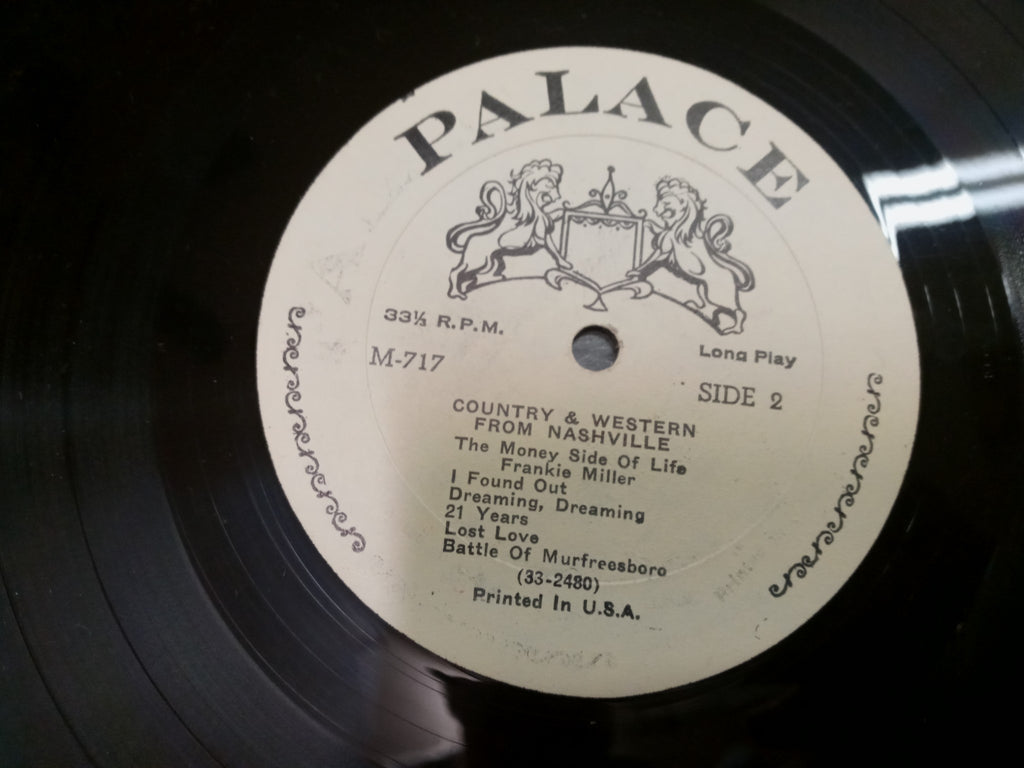 PALACE
33⅓ R.P.M.
Long Play
M-717
SIDE 2
COUNTRY & WESTERN
FROM NASHVILLE
The Money Side Of Life
Frankie Miller
I Found Out
Dreaming, Dreaming
21 Years
Lost Love
Battle Of Murfreesboro
(33-2480)
Printed In U.S.A.